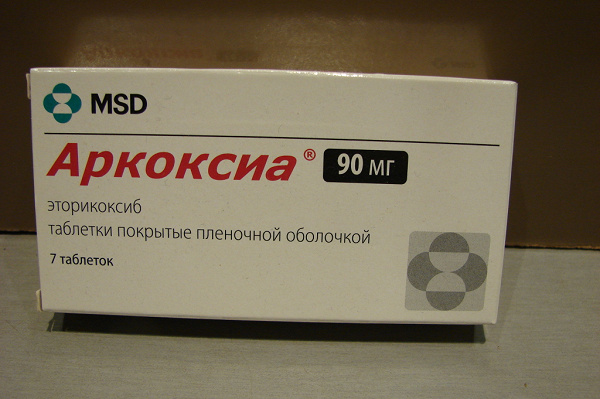 MSD
Аркоксиа® 90 мг
эторикоксиб
таблетки покрытые пленочной оболочкой
7 таблеток